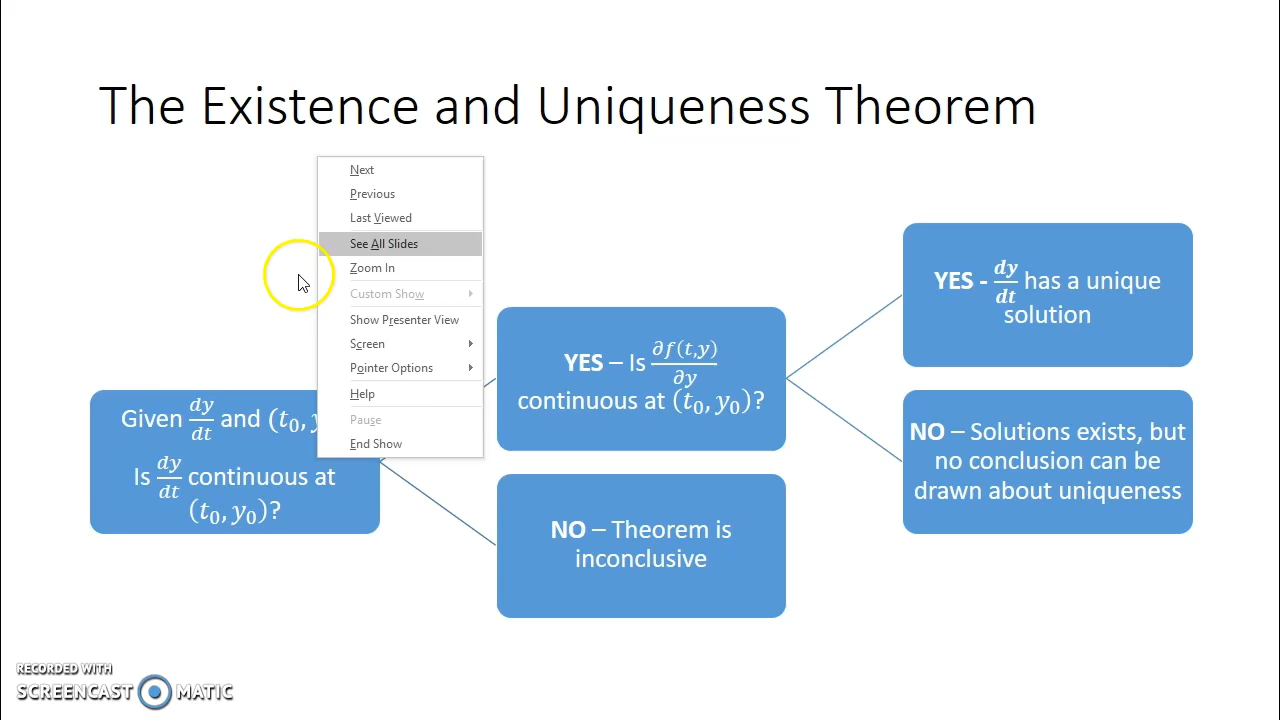 The Existence and Uniqueness Theorem
Next
Previous
Last Viewed
See All Slides
Zoom In
Custom Show
Show Presenter View
Screen
Pointer Options
Help
Pause
End Show
Given dy/dt and (t₀, y
Is dy/dt continuous at
(t₀, y₀)?
YES – Is ∂f(t,y)/∂y
continuous at (t₀, y₀)?
NO – Theorem is
inconclusive
YES - dy/dt has a unique
solution
NO – Solutions exists, but
no conclusion can be
drawn about uniqueness
RECORDED WITH
SCREENCAST MATIC